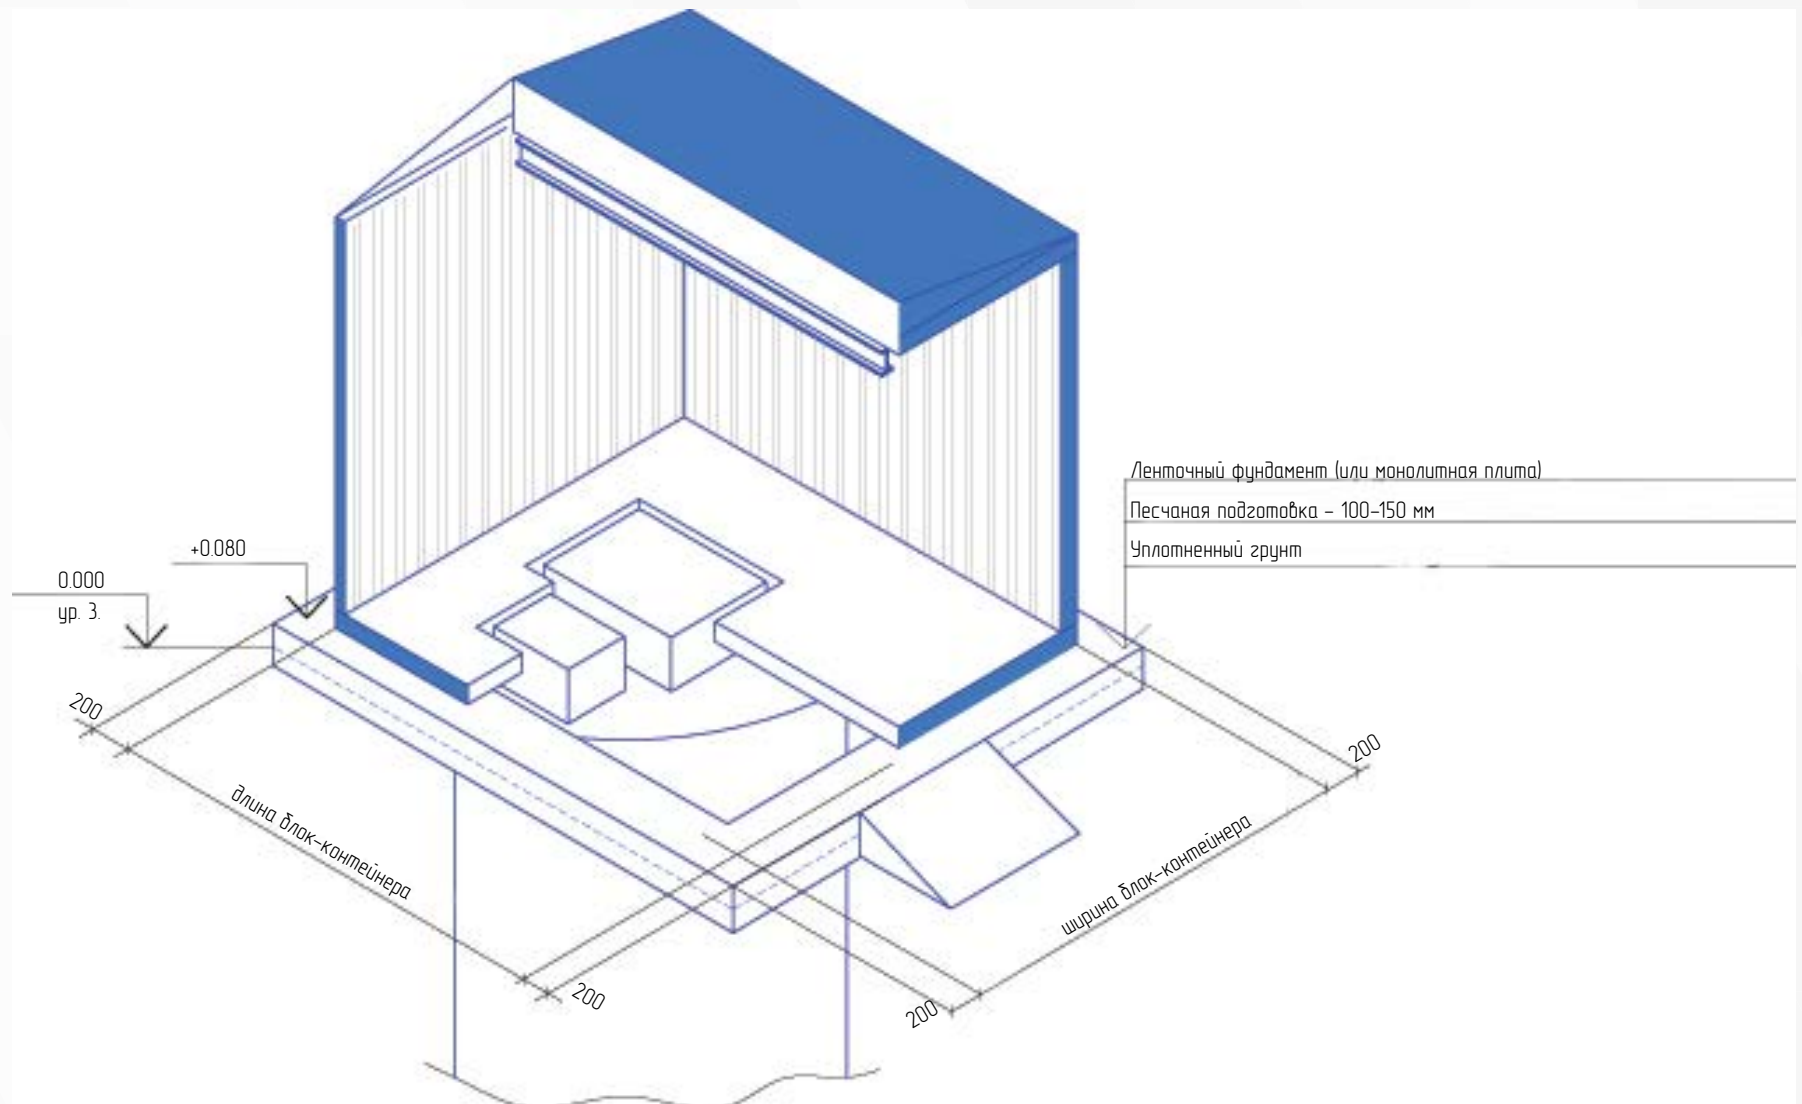 Ленточный фундамент (или монолитная плита)
Песчаная подготовка - 100-150 мм
Уплотненный грунт
+0.080
0.000
ур. 3.
200
длина блок-контейнера
200
200
ширина блок-контейнера
200